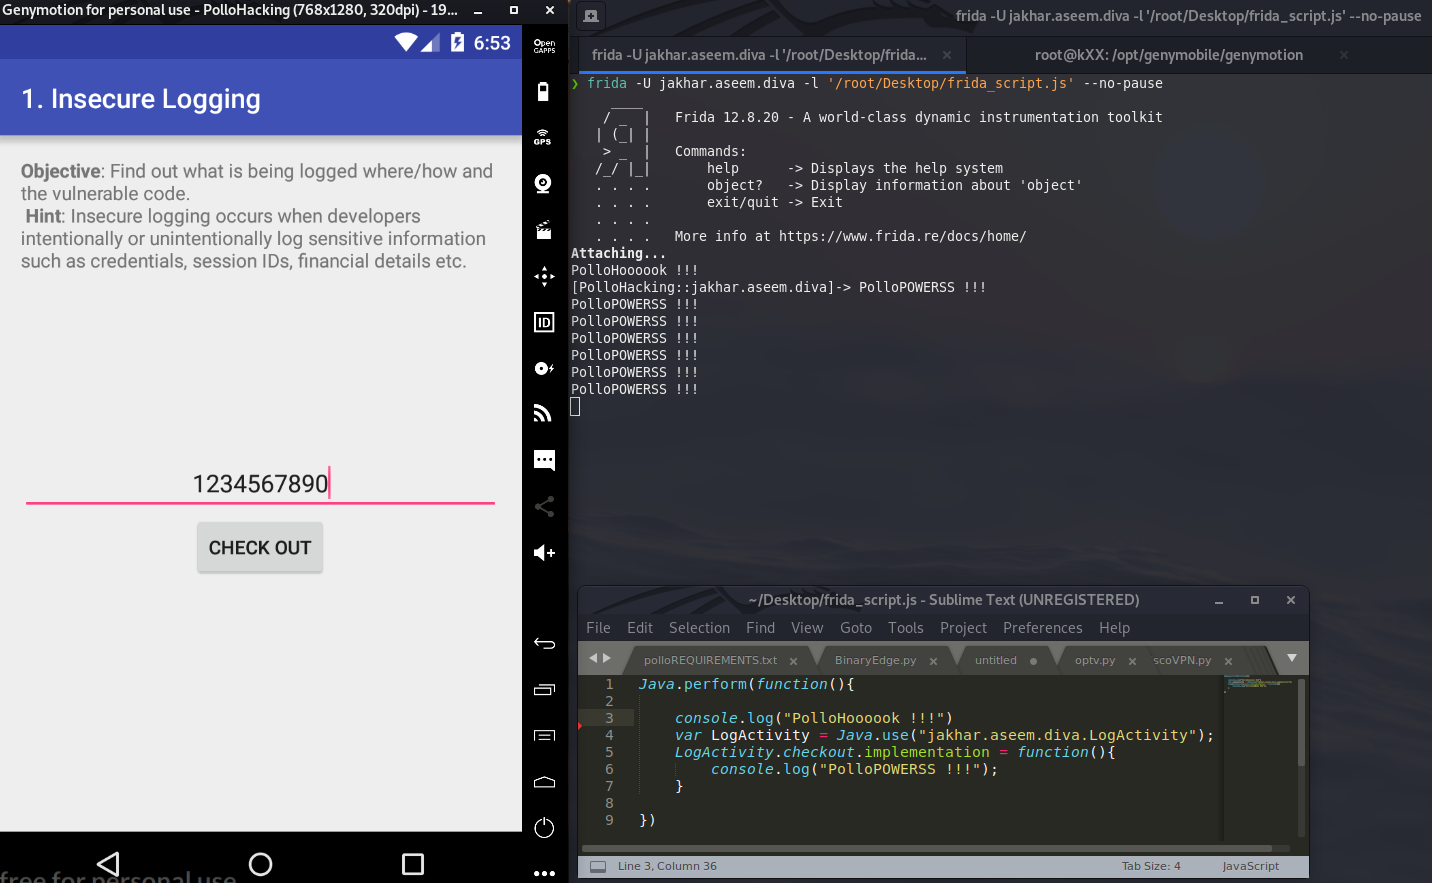 Genymotion for personal use - PolloHacking (768x1280, 320dpi) - 19...
6:53
1. Insecure Logging
Objective: Find out what is being logged where/how and
the vulnerable code.
Hint: Insecure logging occurs when developers
intentionally or unintentionally log sensitive information
such as credentials, session IDs, financial details etc.
1234567890
CHECK OUT
free for personal use
Open
GAPPS
GPS
ID
frida -U jakhar.aseem.diva -l '/root/Desktop/frida_script.js' --no-pause
frida -U jakhar.aseem.diva -l '/root/Desktop/frida...
root@kXX: /opt/genymobile/genymotion
❯ frida -U jakhar.aseem.diva -l '/root/Desktop/frida_script.js' --no-pause
     ____
    / _  |   Frida 12.8.20 - A world-class dynamic instrumentation toolkit
   | (_| |
    > _  |   Commands:
   /_/ |_|       help      -> Displays the help system
   . . . .       object?   -> Display information about 'object'
   . . . .       exit/quit -> Exit
   . . . .
   . . . .   More info at https://www.frida.re/docs/home/
Attaching...
PolloHoooook !!!
[PolloHacking::jakhar.aseem.diva]-> PolloPOWERSS !!!
PolloPOWERSS !!!
PolloPOWERSS !!!
PolloPOWERSS !!!
PolloPOWERSS !!!
PolloPOWERSS !!!
PolloPOWERSS !!!
~/Desktop/frida_script.js - Sublime Text (UNREGISTERED)
File Edit Selection Find View Goto Tools Project Preferences Help
polloREQUIREMENTS.txt BinaryEdge.py untitled optv.py scoVPN.py
1 Java.perform(function(){
2
3     console.log("PolloHoooook !!!")
4     var LogActivity = Java.use("jakhar.aseem.diva.LogActivity");
5     LogActivity.checkout.implementation = function(){
6         console.log("PolloPOWERSS !!!");
7     }
8
9 })
Line 3, Column 36 Tab Size: 4 JavaScript